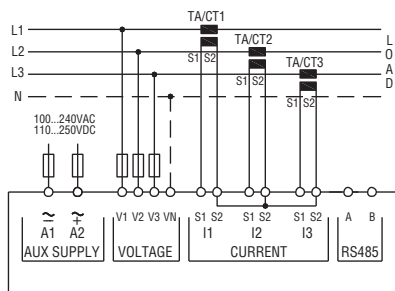 TA/CT1
L1
L2
TA/CT2
L3
S1 S2
TA/CT3
N
S1 S2
S1 S2
LOAD
100...240VAC
110...250VDC
~ ~
− +
A1 A2
V1 V2 V3 VN
S1 S2 S1 S2 S1 S2
A B
I1 I2 I3
AUX SUPPLY
VOLTAGE
CURRENT
RS485